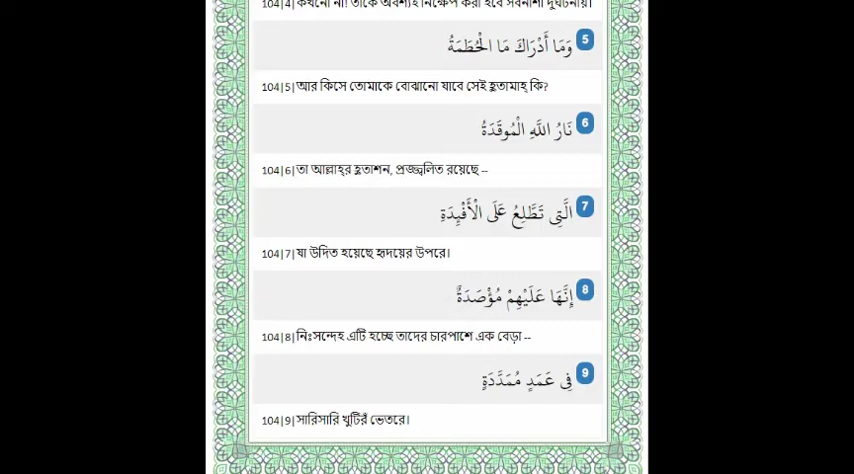 104|4| কখনো না! তাকে অবশ্যই নিক্ষেপ করা হবে সর্বনাশা দুর্ঘটনায়।
وَمَا أَدْرَاكَ مَا الْحُطَمَةُ 5
104|5| আর কিসে তোমাকে বোঝানো যাবে সেই হুতামাহ্ কি?
نَارُ اللَّهِ الْمُوقَدَةُ 6
104|6| তা আল্লাহ্‌র হুতাশন, প্রজ্জ্বলিত রয়েছে --
الَّتِي تَطَّلِعُ عَلَى الْأَفْئِدَةِ 7
104|7| যা উদিত হয়েছে হৃদয়ের উপরে।
إِنَّهَا عَلَيْهِمْ مُؤْصَدَةٌ 8
104|8| নিঃসন্দেহ এটি হচ্ছে তাদের চারপাশে এক বেড়া --
فِي عَمَدٍ مُمَدَّدَةٍ 9
104|9| সারিসারি খুটিরঁ ভেতরে।